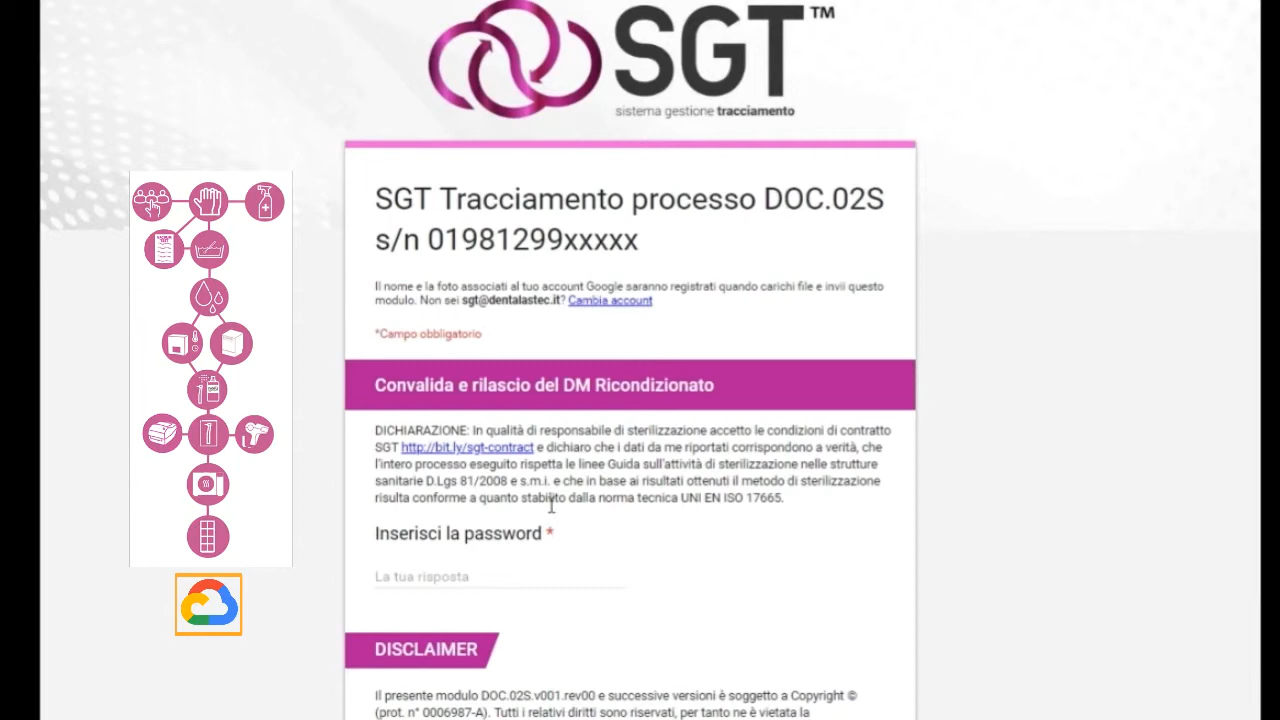 SGT™
sistema gestione tracciamento
SGT Tracciamento processo DOC.02S
s/n 01981299xxxxx
Il nome e la foto associati al tuo account Google saranno registrati quando carichi file e invii questo
modulo. Non sei sgt@dentalastec.it? Cambia account
*Campo obbligatorio
Convalida e rilascio del DM Ricondizionato
DICHIARAZIONE: In qualità di responsabile di sterilizzazione accetto le condizioni di contratto
SGT http://bit.ly/sgt-contract e dichiaro che i dati da me riportati corrispondono a verità, che
l'intero processo eseguito rispetta le linee Guida sull'attività di sterilizzazione nelle strutture
sanitarie D.Lgs 81/2008 e s.m.i. e che in base ai risultati ottenuti il metodo di sterilizzazione
risulta conforme a quanto stabilito dalla norma tecnica UNI EN ISO 17665.
Inserisci la password *
La tua risposta
DISCLAIMER
Il presente modulo DOC.02S.v001.rev00 e successive versioni è soggetto a Copyright ©
(prot. n° 0006987-A). Tutti i relativi diritti sono riservati, per tanto ne è vietata la